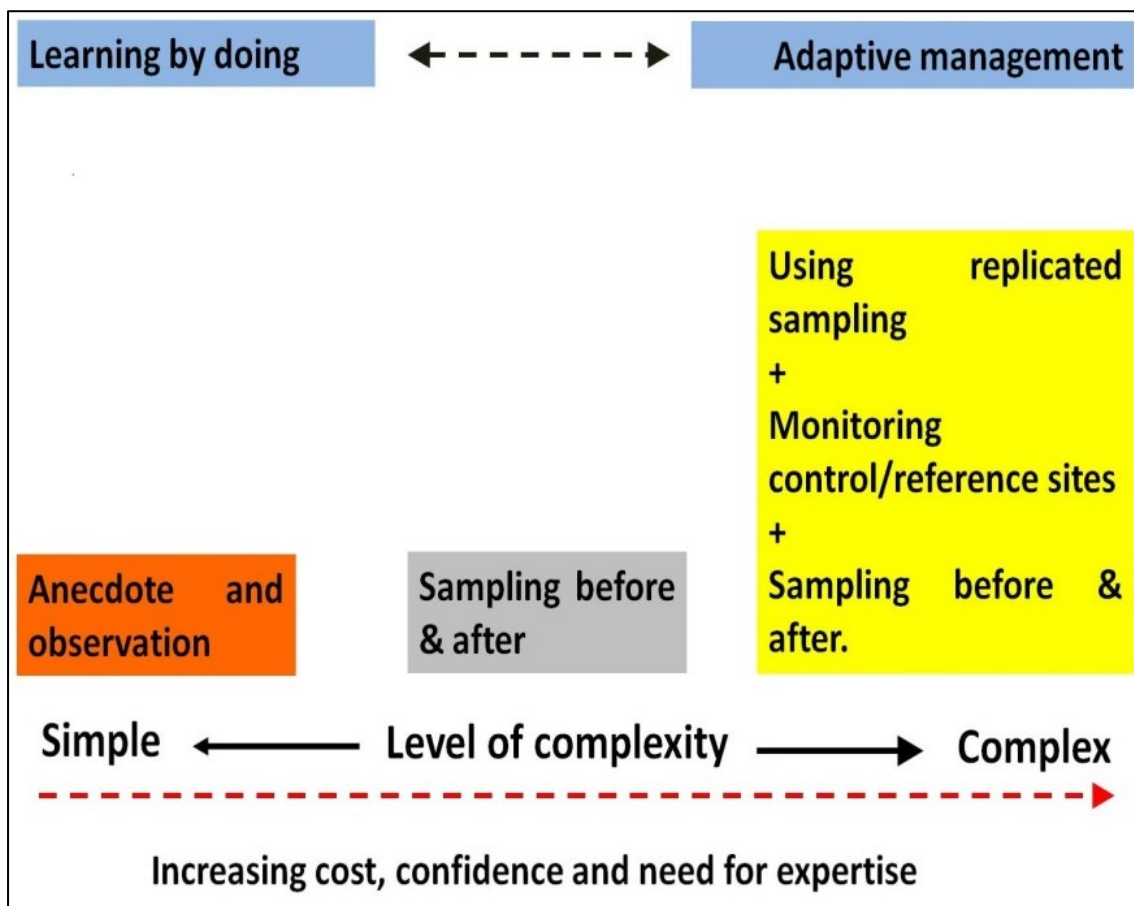 Learning by doing
Adaptive management
Using replicated
sampling
+
Monitoring
control/reference sites
+
Sampling before &
after.
Anecdote and
observation
Sampling before
& after
Simple
Level of complexity
Complex
Increasing cost, confidence and need for expertise